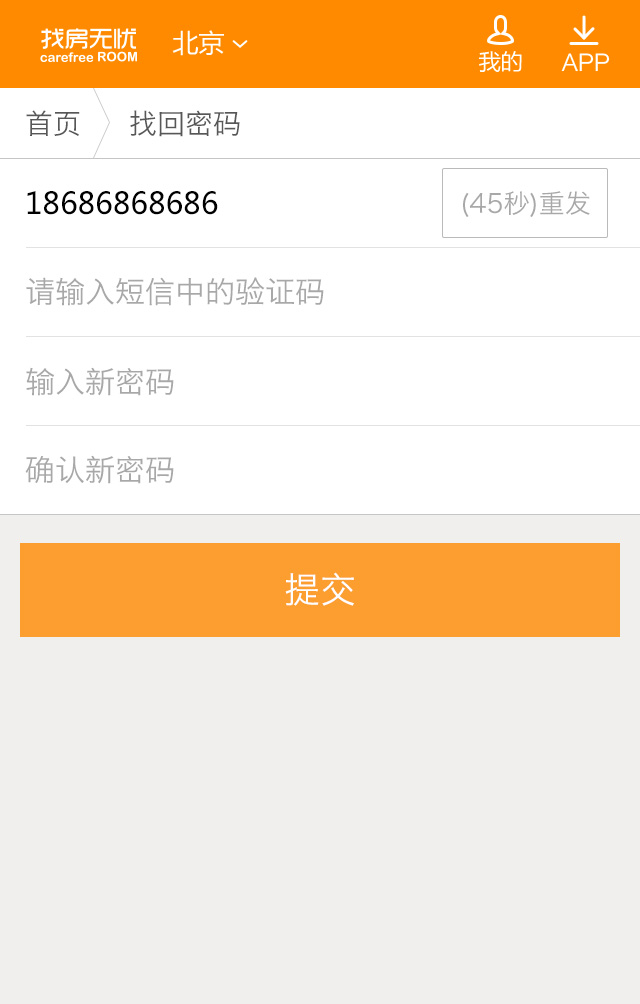 找房无忧
carefree ROOM
北京
我的
APP
首页
找回密码
18686868686
(45秒)重发
请输入短信中的验证码
输入新密码
确认新密码
提交